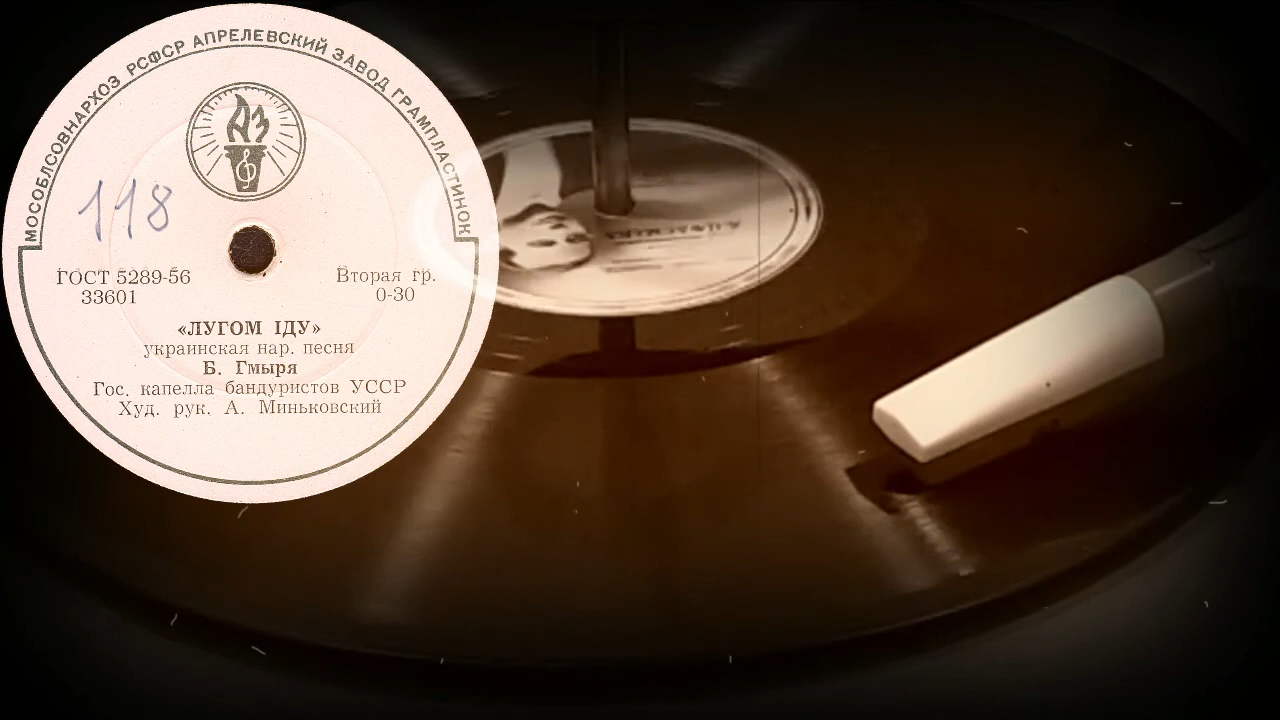 МОСОБЛСОВНАРХОЗ РСФСР АПРЕЛЕВСКИЙ ЗАВОД ГРАМПЛАСТИНОК
АЗ
118
ГОСТ 5289-56
Вторая гр.
33601
0-30
«ЛУГОМ ІДУ»
украинская нар. песня
Б. Гмыря
Гос. капелла бандуристов УССР
Худ. рук. А. Миньковский